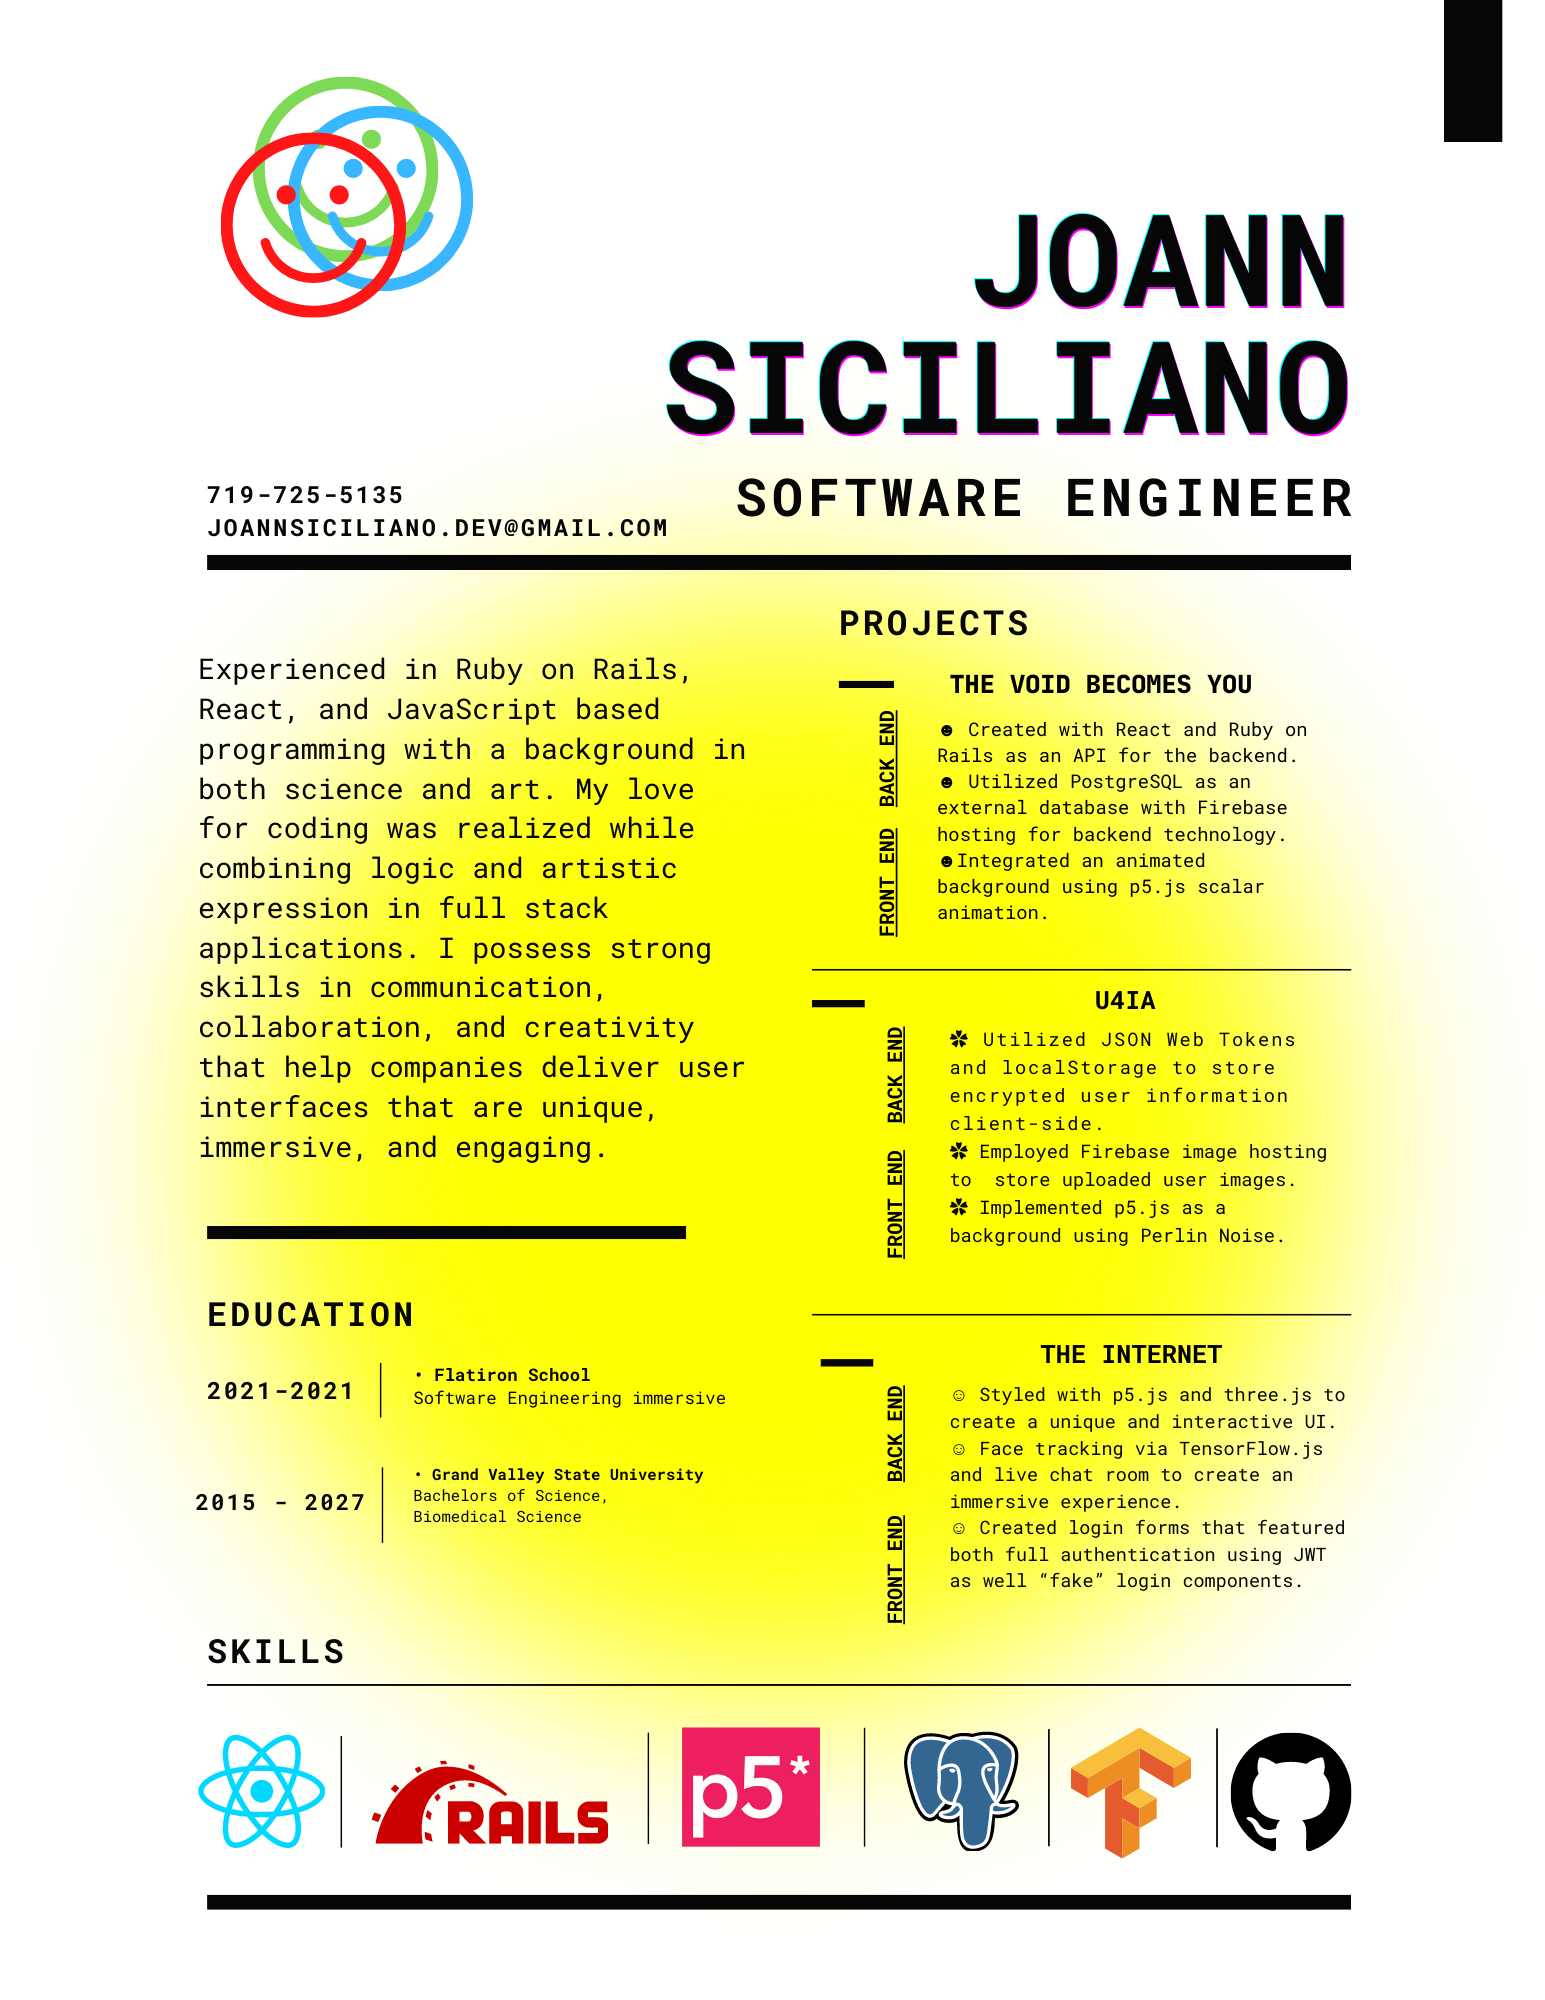 JOANN
SICILIANO
719-725-5135
JOANNSICILIANO.DEV@GMAIL.COM
SOFTWARE ENGINEER
Experienced in Ruby on Rails,
React, and JavaScript based
programming with a background in
both science and art. My love
for coding was realized while
combining logic and artistic
expression in full stack
applications. I possess strong
skills in communication,
collaboration, and creativity
that help companies deliver user
interfaces that are unique,
immersive, and engaging.
EDUCATION
2021-2021
• Flatiron School
Software Engineering immersive
2015 - 2027
• Grand Valley State University
Bachelors of Science,
Biomedical Science
PROJECTS
THE VOID BECOMES YOU
BACK END
FRONT END
☻ Created with React and Ruby on
Rails as an API for the backend.
☻ Utilized PostgreSQL as an
external database with Firebase
hosting for backend technology.
☻Integrated an animated
background using p5.js scalar
animation.
U4IA
BACK END
FRONT END
✽ Utilized JSON Web Tokens
and localStorage to store
encrypted user information
client-side.
✽ Employed Firebase image hosting
to  store uploaded user images.
✽ Implemented p5.js as a
background using Perlin Noise.
THE INTERNET
BACK END
FRONT END
☺ Styled with p5.js and three.js to
create a unique and interactive UI.
☺ Face tracking via TensorFlow.js
and live chat room to create an
immersive experience.
☺ Created login forms that featured
both full authentication using JWT
as well “fake” login components.
SKILLS
RAILS
p5*